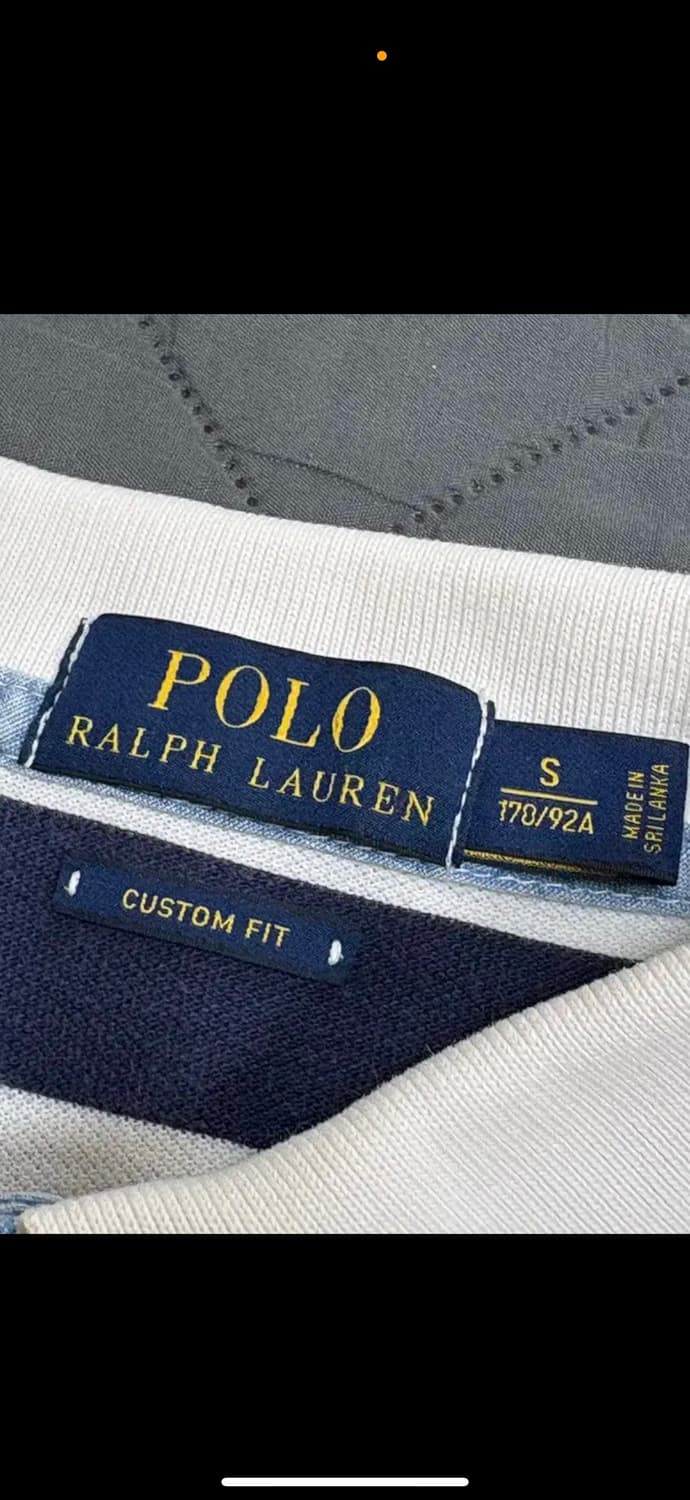 POLO
RALPH LAUREN
S
170/92A
MADE IN
SRI LANKA
CUSTOM FIT